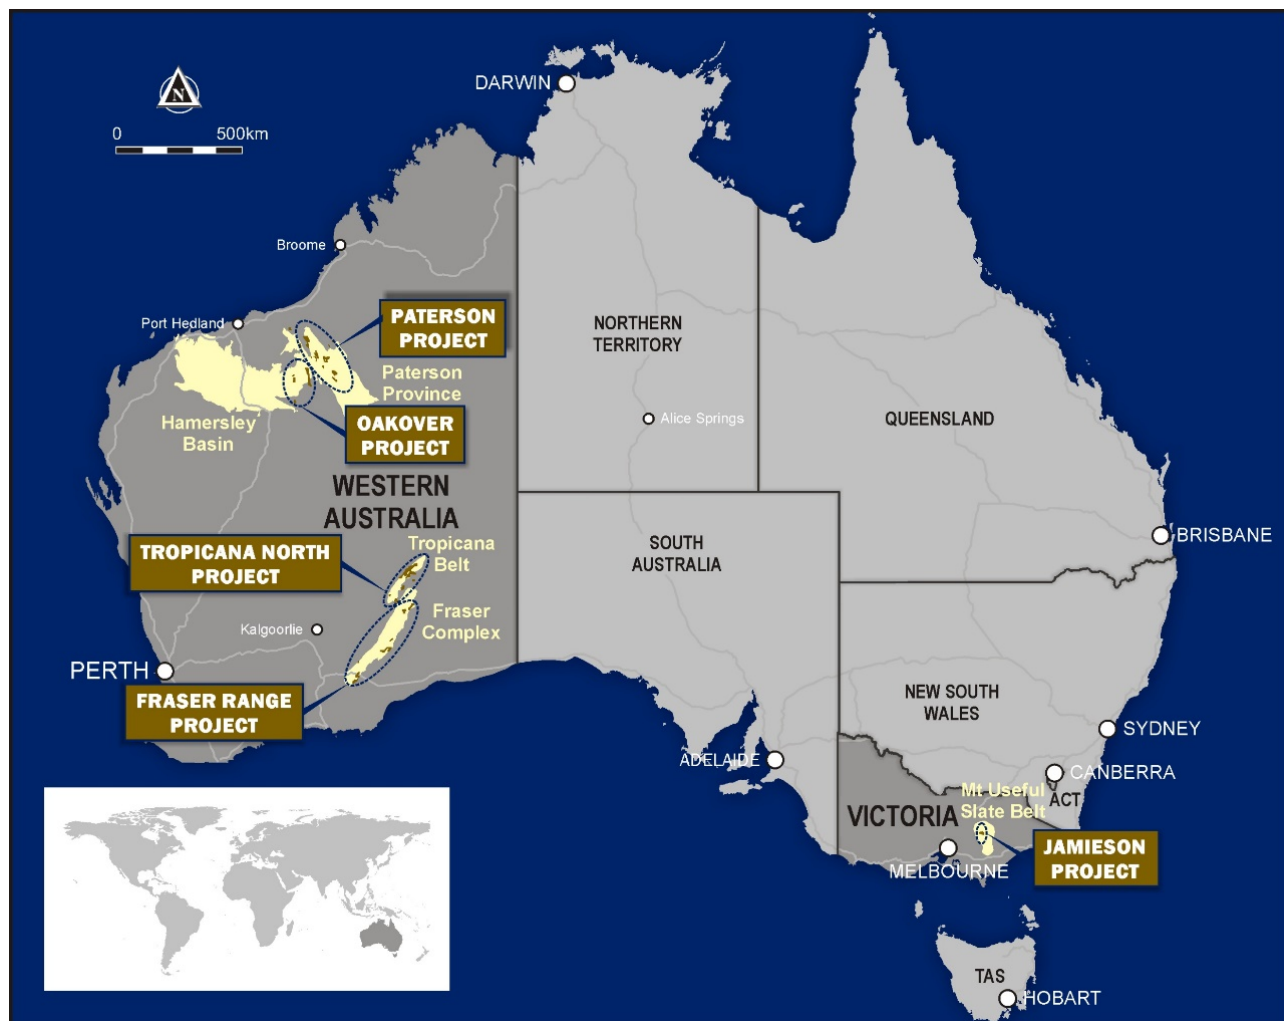 DARWIN
N
0 500km
Broome
Port Hedland
PATERSON
PROJECT
NORTHERN
TERRITORY
Paterson
Province
Hamersley
Basin
OAKOVER
PROJECT
Alice Springs
QUEENSLAND
WESTERN
AUSTRALIA
TROPICANA NORTH
PROJECT
Tropicana
Belt
SOUTH
AUSTRALIA
BRISBANE
Kalgoorlie
Fraser
Complex
PERTH
FRASER RANGE
PROJECT
NEW SOUTH
WALES
SYDNEY
ADELAIDE
CANBERRA
ACT
Mt Useful
Slate Belt
VICTORIA
JAMIESON
PROJECT
MELBOURNE
TAS
HOBART